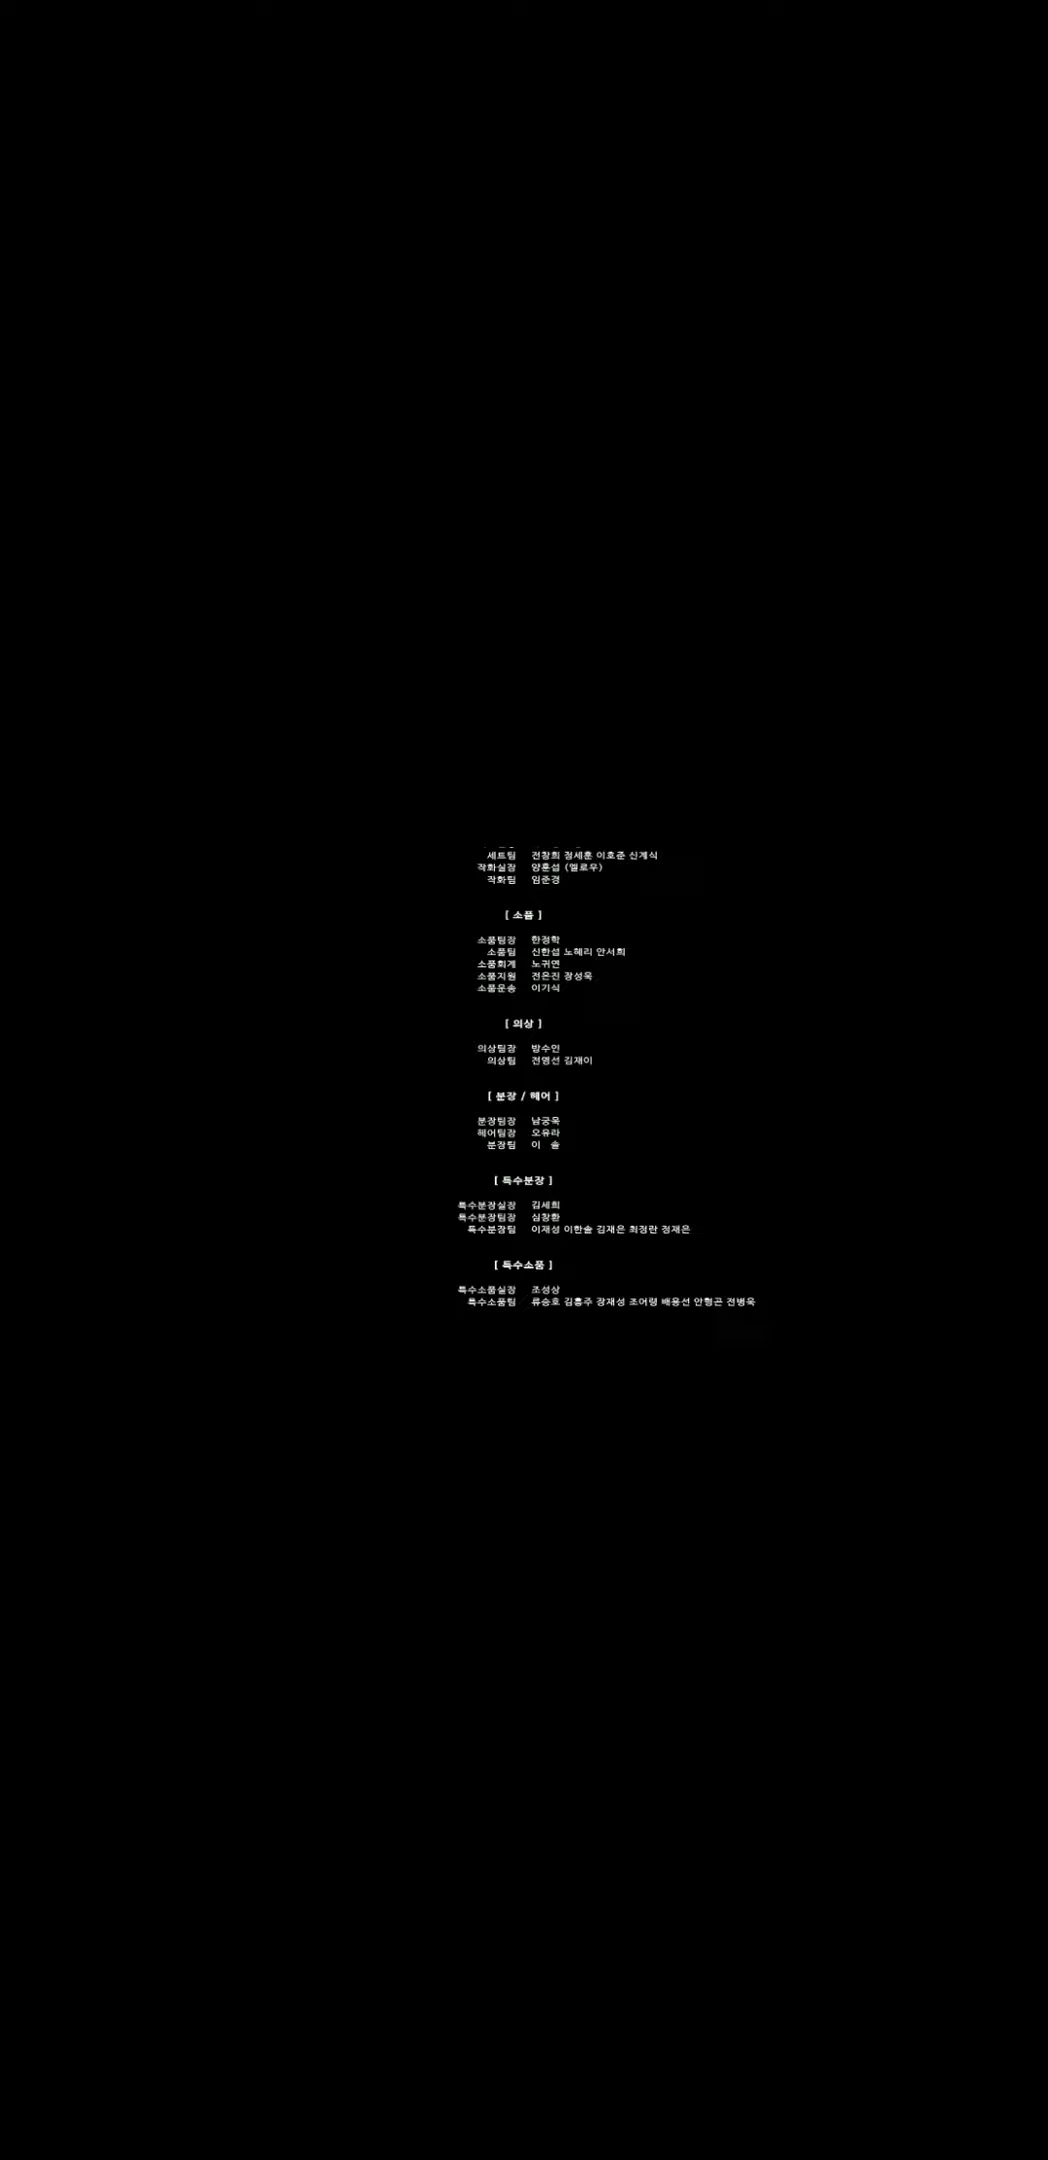 세트팀 전창희 정세훈 이호준 신계식
작화실장 양훈섭 (옐로우)
작화팀 임준경
[ 소품 ]
소품팀장 한정학
소품팀 신한섭 노혜리 안서희
소품회계 노귀연
소품지원 전은진 장성욱
소품운송 이기식
[ 의상 ]
의상팀장 방수인
의상팀 전영선 김재이
[ 분장 / 헤어 ]
분장팀장 남궁욱
헤어팀장 오유라
분장팀 이 솔
[ 특수분장 ]
특수분장실장 김세희
특수분장팀장 심창환
특수분장팀 이재성 이한솔 김재은 최정란 정재은
[ 특수소품 ]
특수소품실장 조성상
특수소품팀 류승호 김홍주 장재성 조어령 배용선 안형곤 전병욱